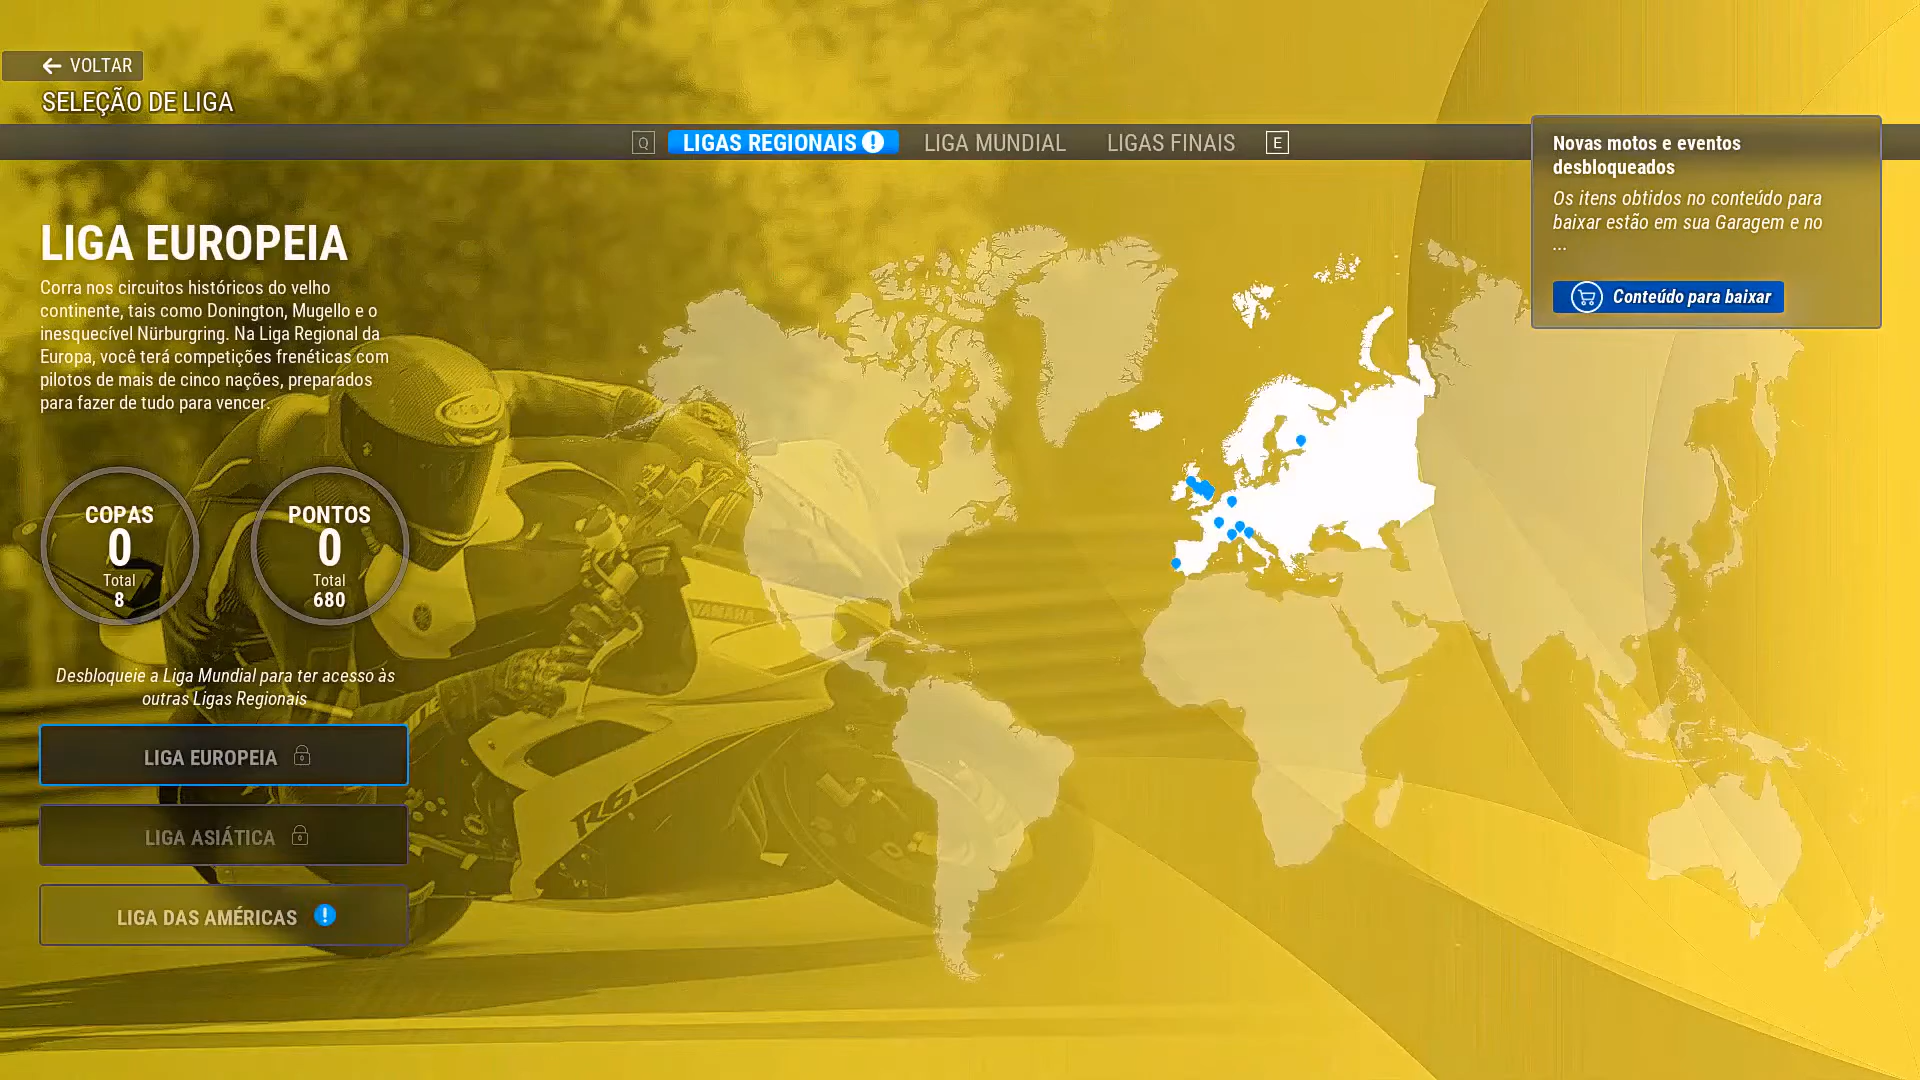 VOLTAR
SELEÇÃO DE LIGA
Q
LIGAS REGIONAIS
LIGA MUNDIAL
LIGAS FINAIS
E
Novas motos e eventos
desbloqueados
Os itens obtidos no conteúdo para
baixar estão em sua Garagem e no
...
Conteúdo para baixar
LIGA EUROPEIA
Corra nos circuitos históricos do velho
continente, tais como Donington, Mugello e o
inesquecível Nürburgring. Na Liga Regional da
Europa, você terá competições frenéticas com
pilotos de mais de cinco nações, preparados
para fazer de tudo para vencer.
COPAS
0
Total
8
PONTOS
0
Total
680
Desbloqueie a Liga Mundial para ter acesso às
outras Ligas Regionais
LIGA EUROPEIA
LIGA ASIÁTICA
LIGA DAS AMÉRICAS
YAMAHA
R6